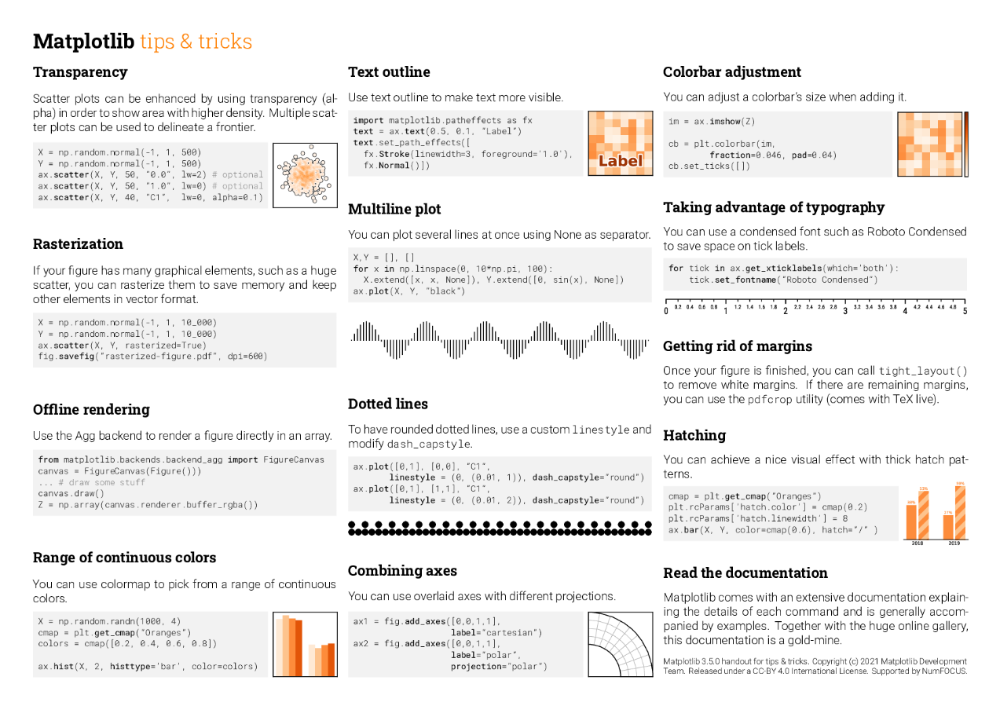 Matplotlib tips & tricks
Transparency
Scatter plots can be enhanced by using transparency (al-
pha) in order to show area with higher density. Multiple scat-
ter plots can be used to delineate a frontier.
X = np.random.normal(-1, 1, 500)
Y = np.random.normal(-1, 1, 500)
ax.scatter(X, Y, 50, "0.0", lw=2) # optional
ax.scatter(X, Y, 50, "1.0", lw=0) # optional
ax.scatter(X, Y, 40, "C1", lw=0, alpha=0.1)
Rasterization
If your figure has many graphical elements, such as a huge
scatter, you can rasterize them to save memory and keep
other elements in vector format.
X = np.random.normal(-1, 1, 10_000)
Y = np.random.normal(-1, 1, 10_000)
ax.scatter(X, Y, rasterized=True)
fig.savefig("rasterized-figure.pdf", dpi=600)
Offline rendering
Use the Agg backend to render a figure directly in an array.
from matplotlib.backends.backend_agg import FigureCanvas
canvas = FigureCanvas(Figure()))
... # draw some stuff
canvas.draw()
Z = np.array(canvas.renderer.buffer_rgba())
Range of continuous colors
You can use colormap to pick from a range of continuous
colors.
X = np.random.randn(1000, 4)
cmap = plt.get_cmap("Oranges")
colors = cmap([0.2, 0.4, 0.6, 0.8])
ax.hist(X, 2, histtype='bar', color=colors)
Text outline
Use text outline to make text more visible.
import matplotlib.patheffects as fx
text = ax.text(0.5, 0.1, "Label")
text.set_path_effects([
fx.Stroke(linewidth=3, foreground='1.0'),
fx.Normal()])
Label
Multiline plot
You can plot several lines at once using None as separator.
X,Y = [], []
for x in np.linspace(0, 10*np.pi, 100):
X.extend([x, x, None]), Y.extend([0, sin(x), None])
ax.plot(X, Y, "black")
Dotted lines
To have rounded dotted lines, use a custom linestyle and
modify dash_capstyle.
ax.plot([0,1], [0,0], "C1",
linestyle = (0, (0.01, 1)), dash_capstyle="round")
ax.plot([0,1], [1,1], "C1",
linestyle = (0, (0.01, 2)), dash_capstyle="round")
Combining axes
You can use overlaid axes with different projections.
ax1 = fig.add_axes([0,0,1,1],
label="cartesian")
ax2 = fig.add_axes([0,0,1,1],
label="polar",
projection="polar")
Colorbar adjustment
You can adjust a colorbar's size when adding it.
im = ax.imshow(Z)
cb = plt.colorbar(im,
fraction=0.046, pad=0.04)
cb.set_ticks([])
Taking advantage of typography
You can use a condensed font such as Roboto Condensed
to save space on tick labels.
for tick in ax.get_xticklabels(which='both'):
tick.set_fontname("Roboto Condensed")
0 0.2 0.4 0.6 0.8 1 1.2 1.4 1.6 1.8 2 2.2 2.4 2.6 2.8 3 3.2 3.4 3.6 3.8 4 4.2 4.4 4.6 4.8 5
Getting rid of margins
Once your figure is finished, you can call tight_layout()
to remove white margins. If there are remaining margins,
you can use the pdfcrop utility (comes with TeX live).
Hatching
You can achieve a nice visual effect with thick hatch pat-
terns.
cmap = plt.get_cmap("Oranges")
plt.rcParams['hatch.color'] = cmap(0.2)
plt.rcParams['hatch.linewidth'] = 8
ax.bar(X, Y, color=cmap(0.6), hatch="/" )
2018 2019
Read the documentation
Matplotlib comes with an extensive documentation explain-
ing the details of each command and is generally accom-
panied by examples. Together with the huge online gallery,
this documentation is a gold-mine.
Matplotlib 3.5.0 handout for tips & tricks. Copyright (c) 2021 Matplotlib Development
Team. Released under a CC-BY 4.0 International License. Supported by NumFOCUS.